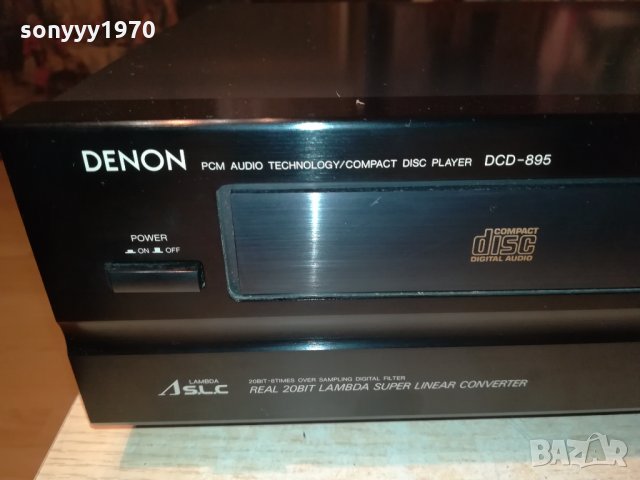 sonyyy1970
DENON PCM AUDIO TECHNOLOGY/COMPACT DISC PLAYER DCD-895
POWER
ON OFF
COMPACT
disc
DIGITAL AUDIO
LAMBDA
S.L.C
20BIT-8TIMES OVER SAMPLING DIGITAL FILTER
REAL 20BIT LAMBDA SUPER LINEAR CONVERTER
BAZAR